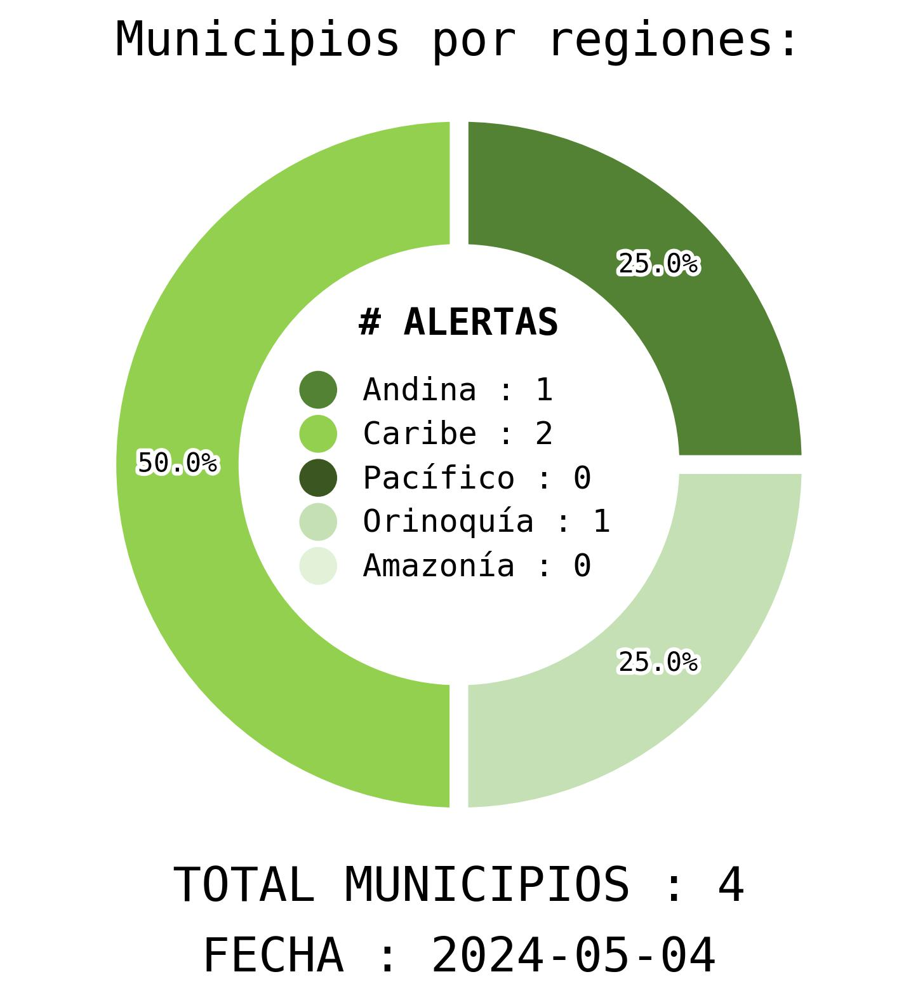 Municipios por regiones:
25.0%
# ALERTAS
Andina : 1
Caribe : 2
50.0%
Pacífico : 0
Orinoquía : 1
Amazonía : 0
25.0%
TOTAL MUNICIPIOS : 4
FECHA : 2024-05-04